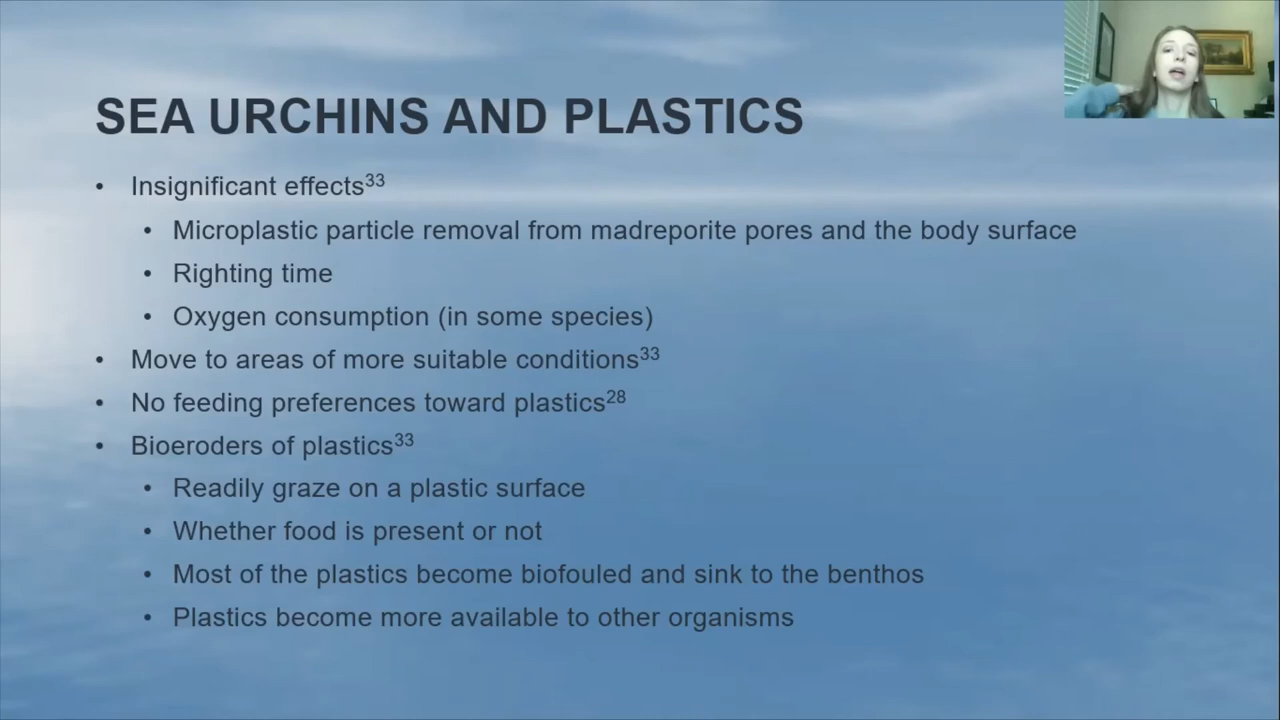 SEA URCHINS AND PLASTICS
• Insignificant effects33
• Microplastic particle removal from madreporite pores and the body surface
• Righting time
• Oxygen consumption (in some species)
• Move to areas of more suitable conditions33
• No feeding preferences toward plastics28
• Bioeroders of plastics33
• Readily graze on a plastic surface
• Whether food is present or not
• Most of the plastics become biofouled and sink to the benthos
• Plastics become more available to other organisms